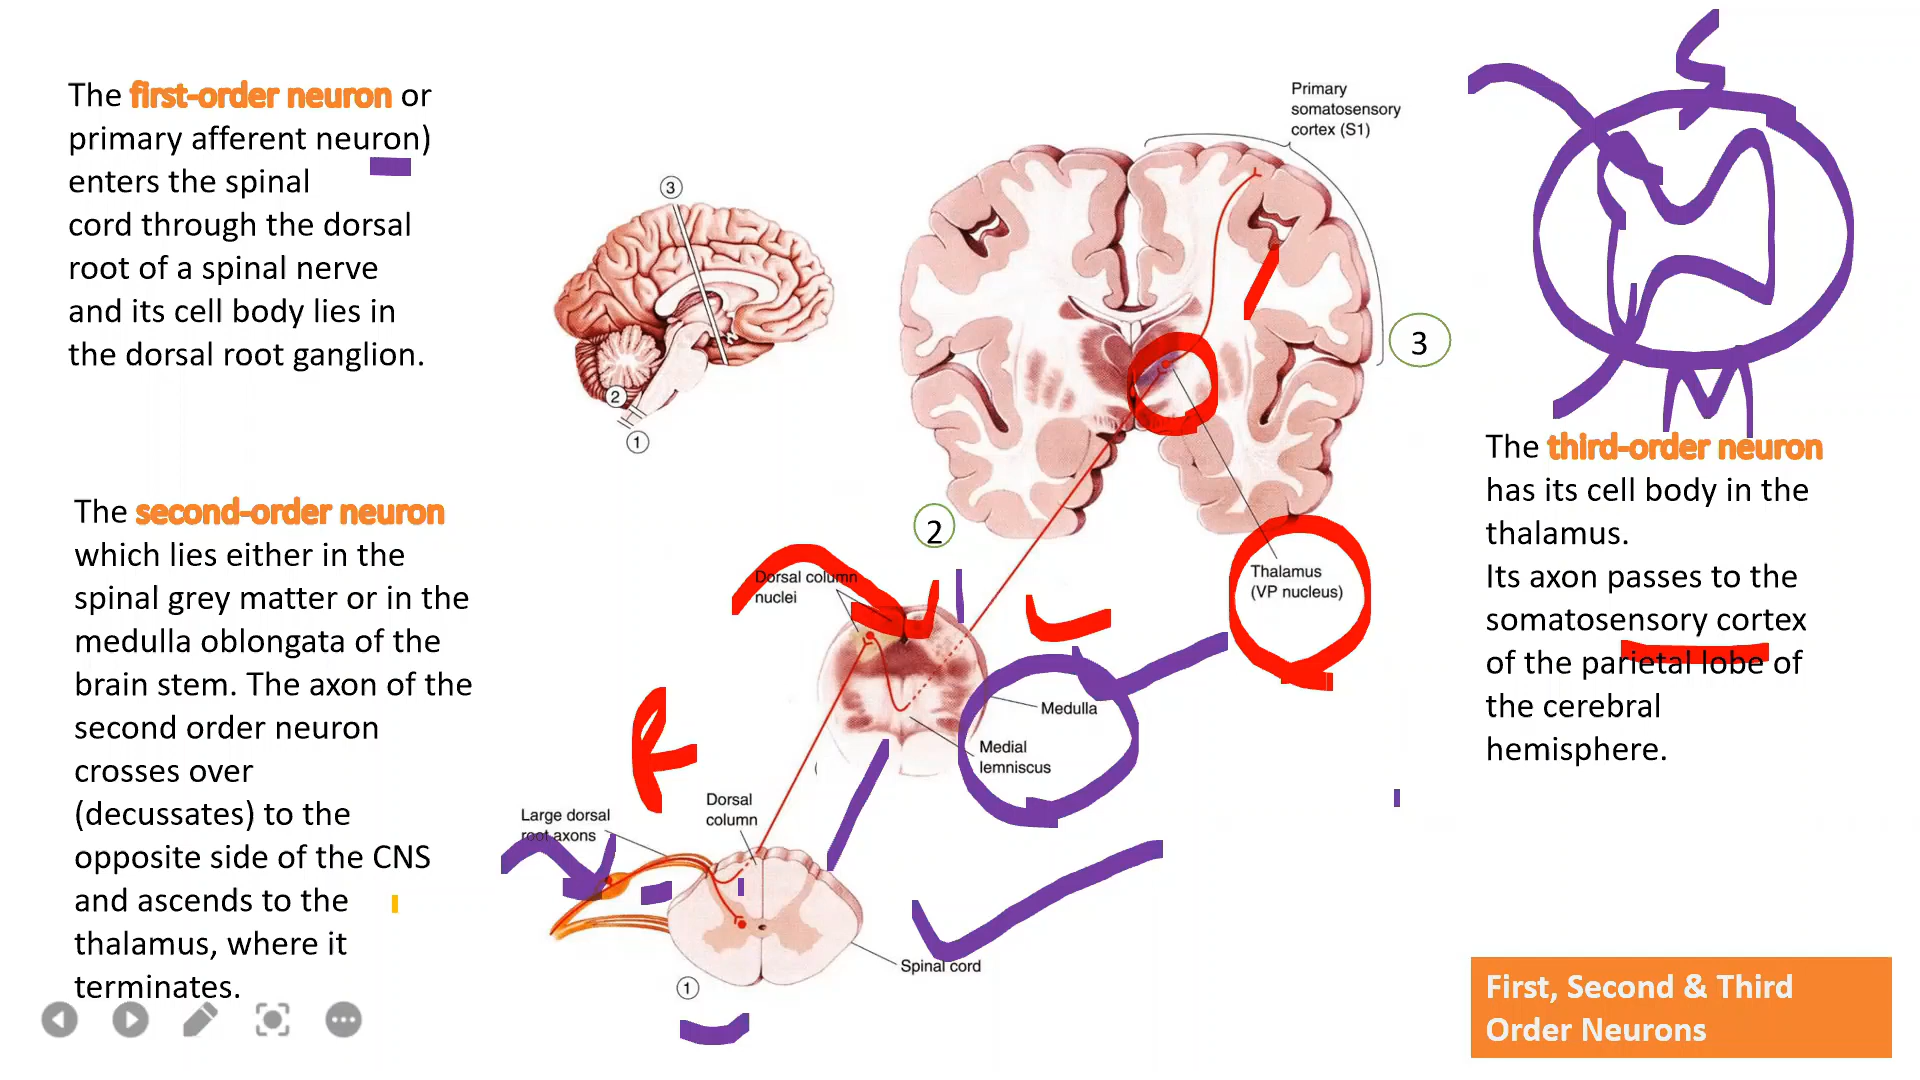 The first-order neuron or
primary afferent neuron)
enters the spinal
cord through the dorsal
root of a spinal nerve
and its cell body lies in
the dorsal root ganglion.
The second-order neuron
which lies either in the
spinal grey matter or in the
medulla oblongata of the
brain stem. The axon of the
second order neuron
crosses over
(decussates) to the
opposite side of the CNS
and ascends to the
thalamus, where it
terminates.
3
2
1
Primary
somatosensory
cortex (S1)
3
2
Dorsal column
nuclei
Thalamus
(VP nucleus)
Medulla
Medial
lemniscus
Dorsal
column
Large dorsal
root axons
Spinal cord
1
The third-order neuron
has its cell body in the
thalamus.
Its axon passes to the
somatosensory cortex
of the parietal lobe of
the cerebral
hemisphere.
First, Second & Third
Order Neurons